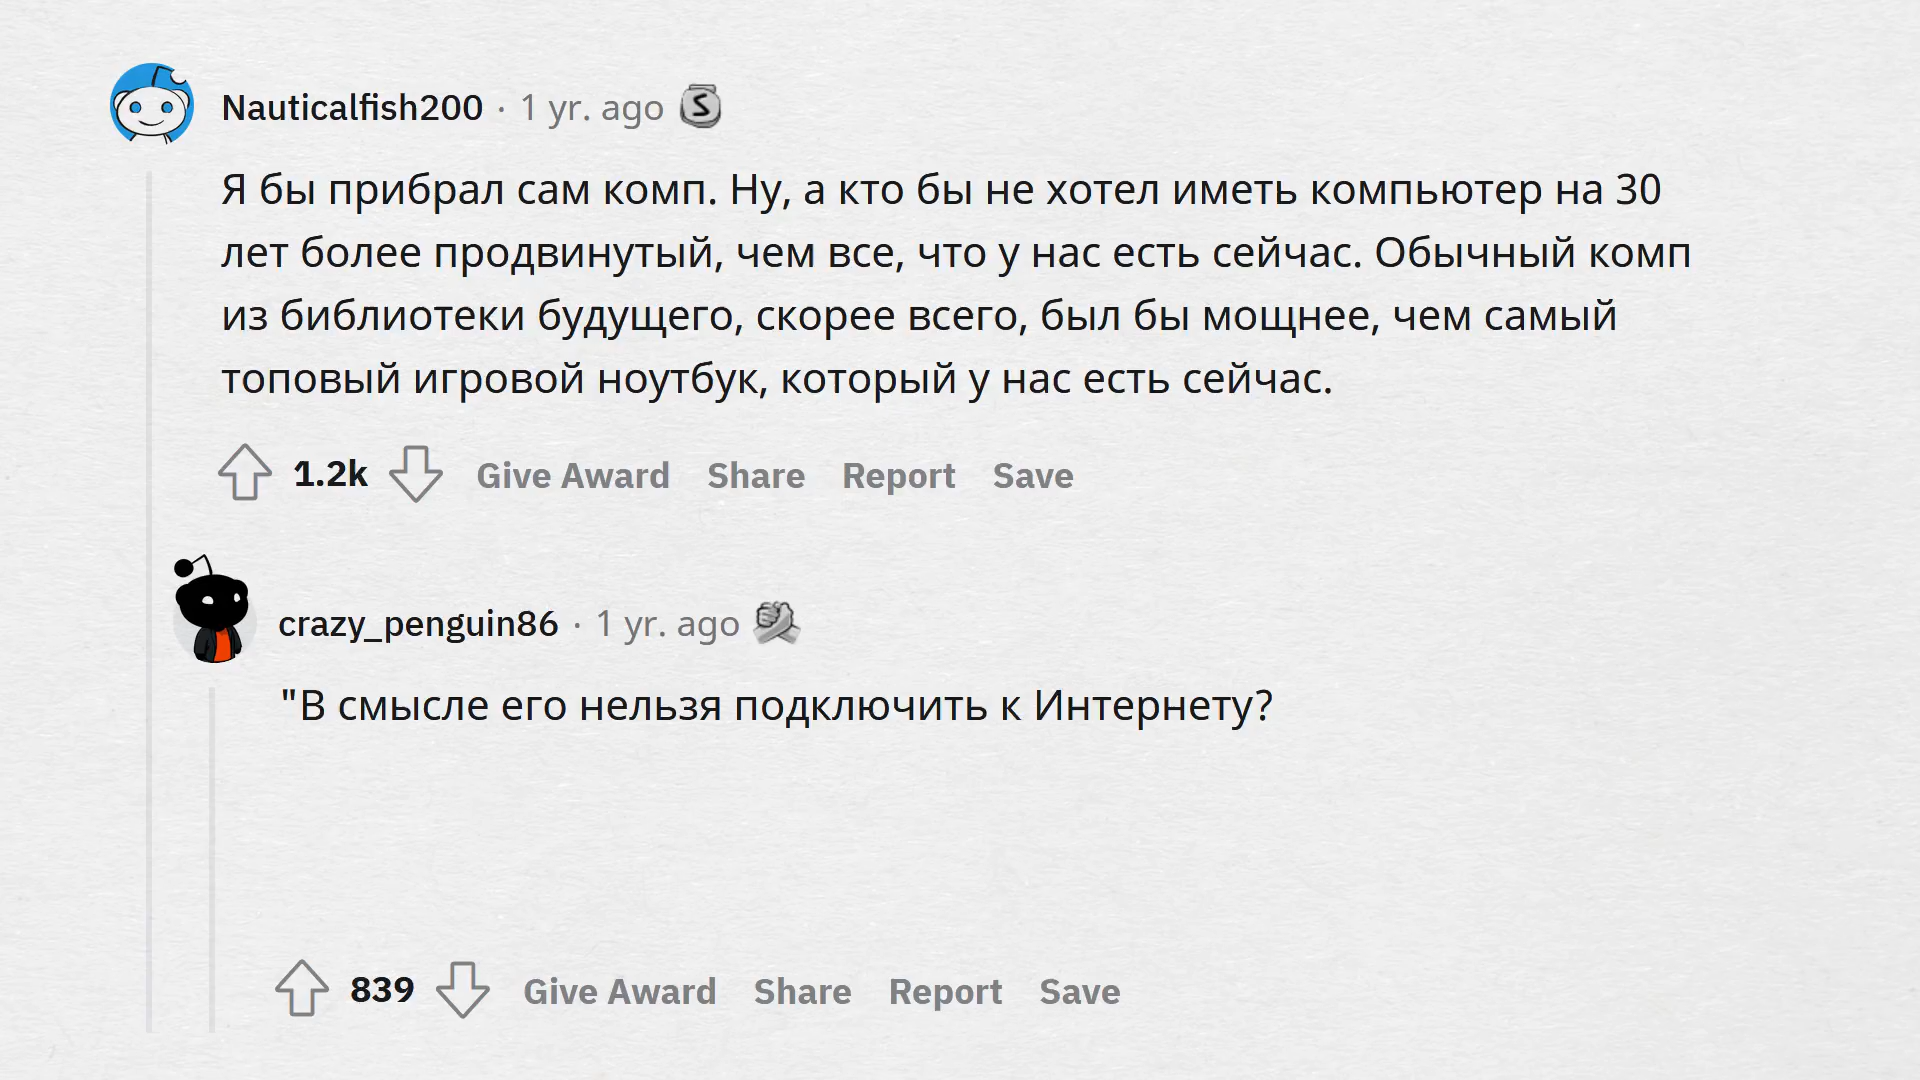 Nauticalfish200 · 1 yr. ago S
Я бы прибрал сам комп. Ну, а кто бы не хотел иметь компьютер на 30
лет более продвинутый, чем все, что у нас есть сейчас. Обычный комп
из библиотеки будущего, скорее всего, был бы мощнее, чем самый
топовый игровой ноутбук, который у нас есть сейчас.
1.2k Give Award Share Report Save
crazy_penguin86 · 1 yr. ago
"В смысле его нельзя подключить к Интернету?
839 Give Award Share Report Save